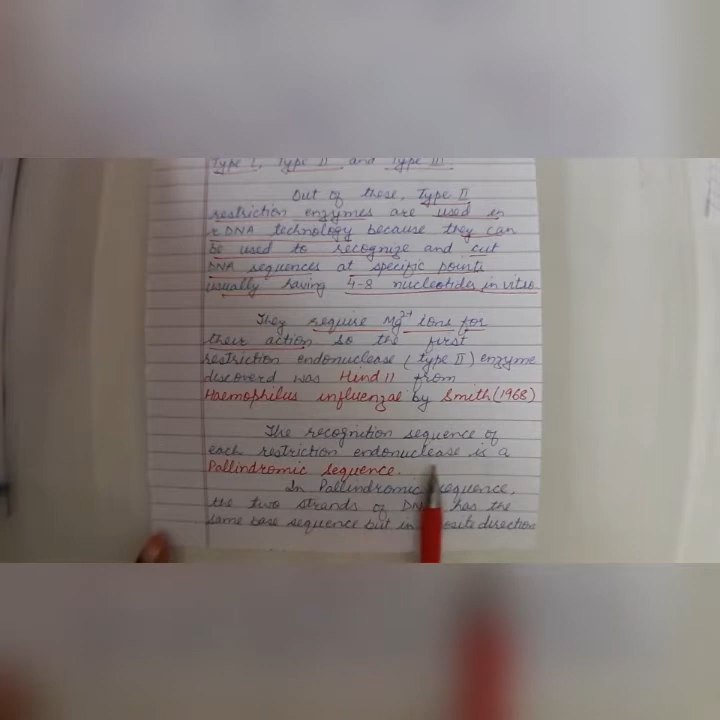 Type I, Type II and Type III.
Out of these, Type II
restriction enzymes are used in
rDNA technology because they can
be used to recognize and cut
DNA sequences at specific points
usually having 4-8 nucleotides in vitro
They require Mg2+ ions for
their action so the first
restriction endonuclease (type II) enzyme
discoverd was Hind II from
Haemophilus influenzae by Smith (1968)
The recognition sequence of
each restriction endonuclease is a
Pallindromic Sequence.
In Pallindromic sequence,
the two strands of DNA has the
same base sequence but in opposite direction